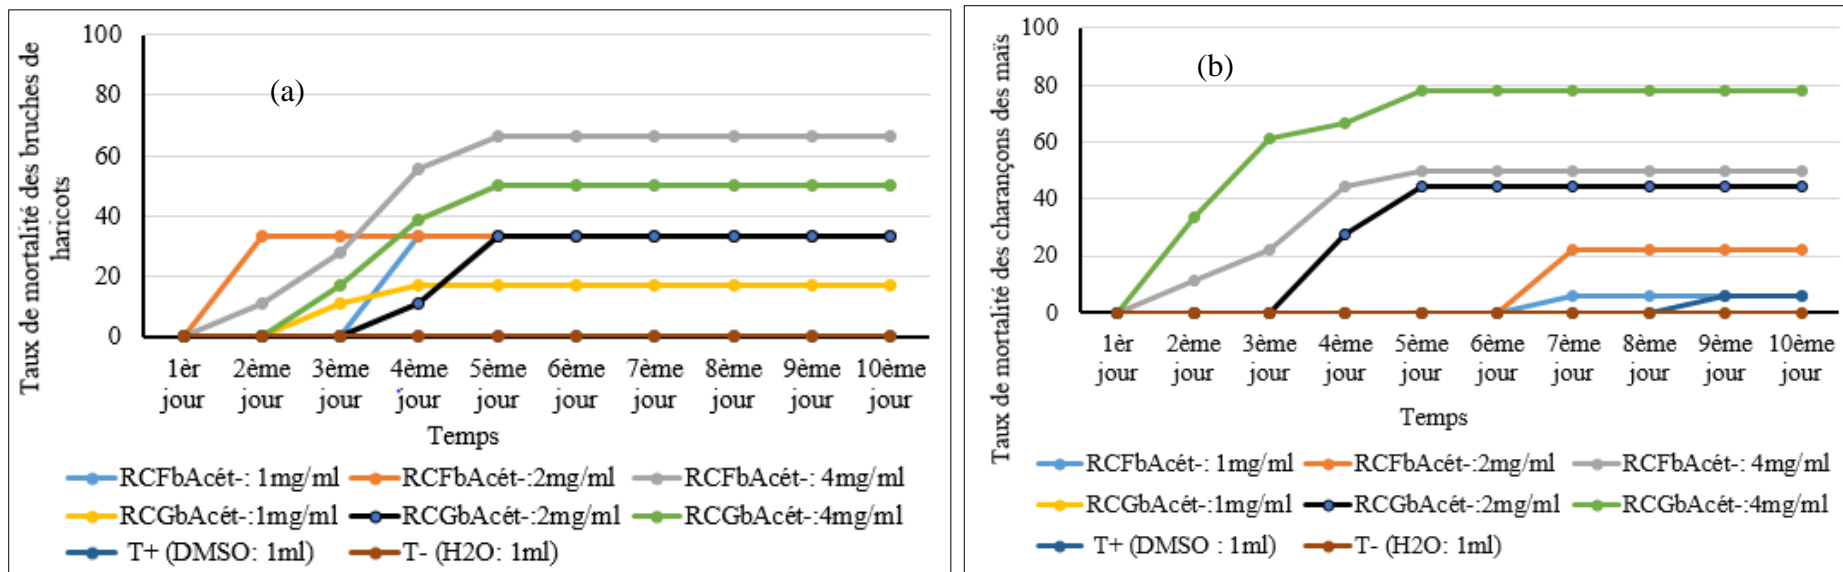 (a)
Taux de mortalité des bruches de
haricots
100
80
60
40
20
0
1èr
jour
2ème
jour
3ème
jour
4ème
jour
5ème
jour
6ème
jour
7ème
jour
8ème
jour
9ème
jour
10ème
jour
Temps
RCFbAcét-: 1mg/ml
RCFbAcét-:2mg/ml
RCFbAcét-: 4mg/ml
RCGbAcét-:1mg/ml
RCGbAcét-:2mg/ml
RCGbAcét-:4mg/ml
T+ (DMSO: 1ml)
T- (H2O: 1ml)
(b)
Taux de mortalité des charançons des maïs
100
80
60
40
20
0
1èr
jour
2ème
jour
3ème
jour
4ème
jour
5ème
jour
6ème
jour
7ème
jour
8ème
jour
9ème
jour
10ème
jour
Temps
RCFbAcét-: 1mg/ml
RCFbAcét-:2mg/ml
RCFbAcét-: 4mg/ml
RCGbAcét-:1mg/ml
RCGbAcét-:2mg/ml
RCGbAcét-:4mg/ml
T+ (DMSO : 1ml)
T- (H2O: 1ml)